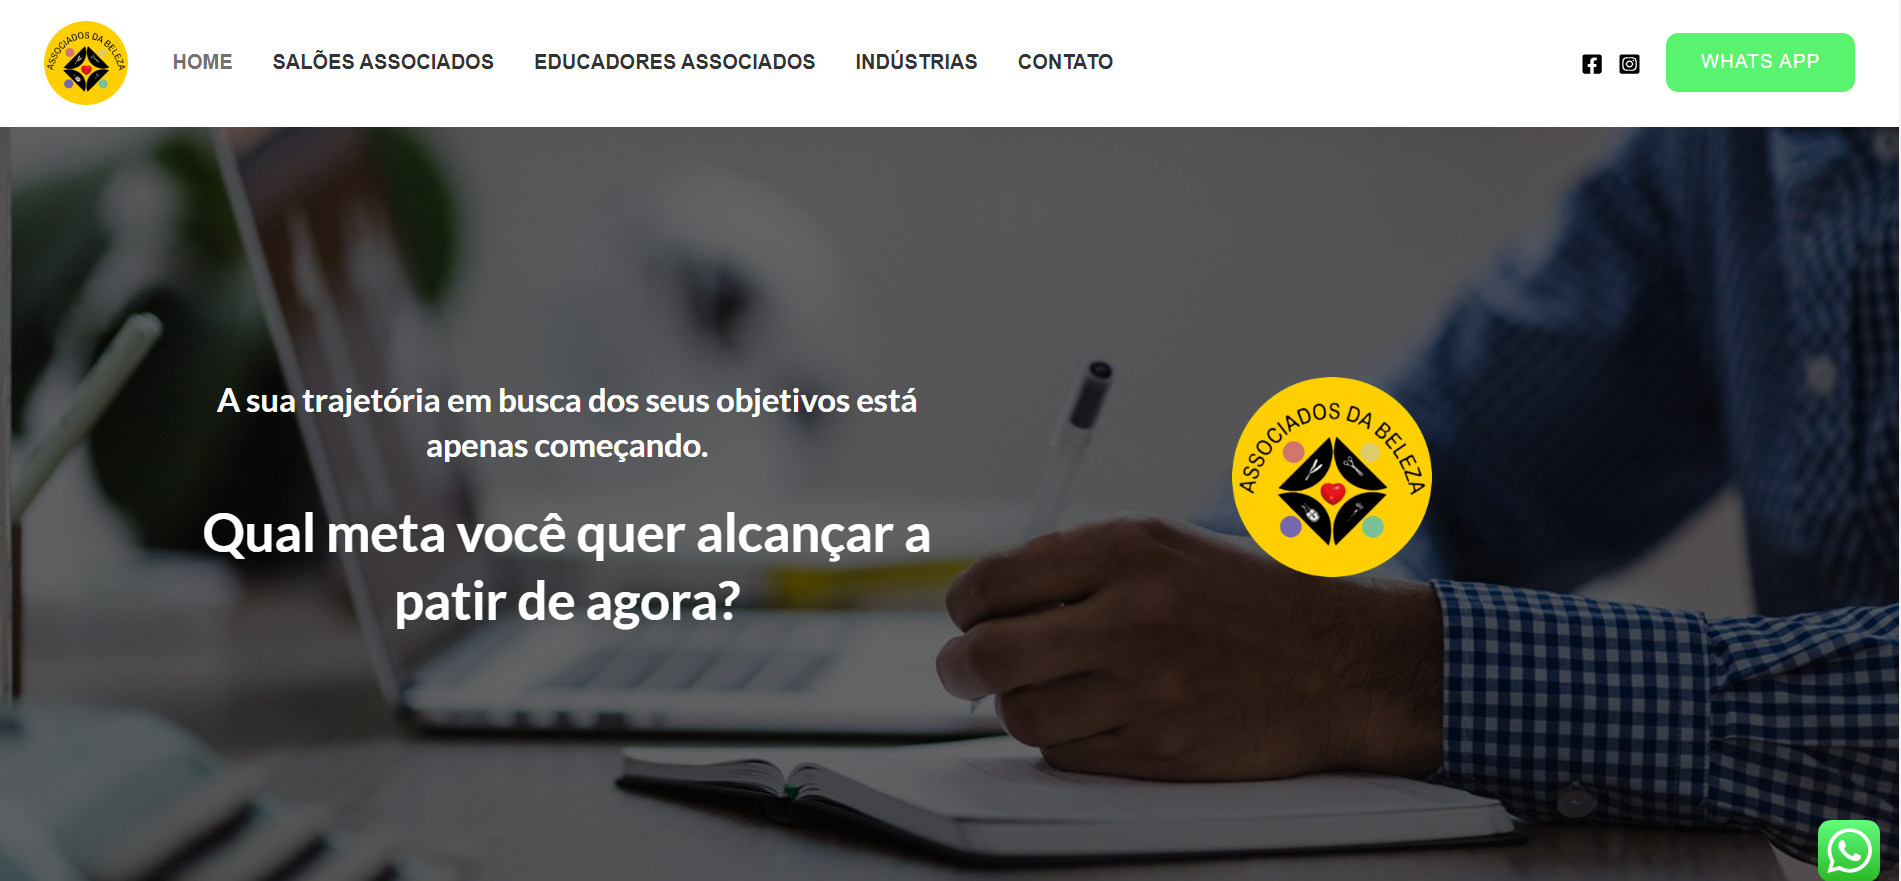 ASSOCIADOS DA BELEZA
HOME
SALÕES ASSOCIADOS
EDUCADORES ASSOCIADOS
INDÚSTRIAS
CONTATO
WHATS APP
A sua trajetória em busca dos seus objetivos está
apenas começando.
Qual meta você quer alcançar a
patir de agora?
ASSOCIADOS DA BELEZA